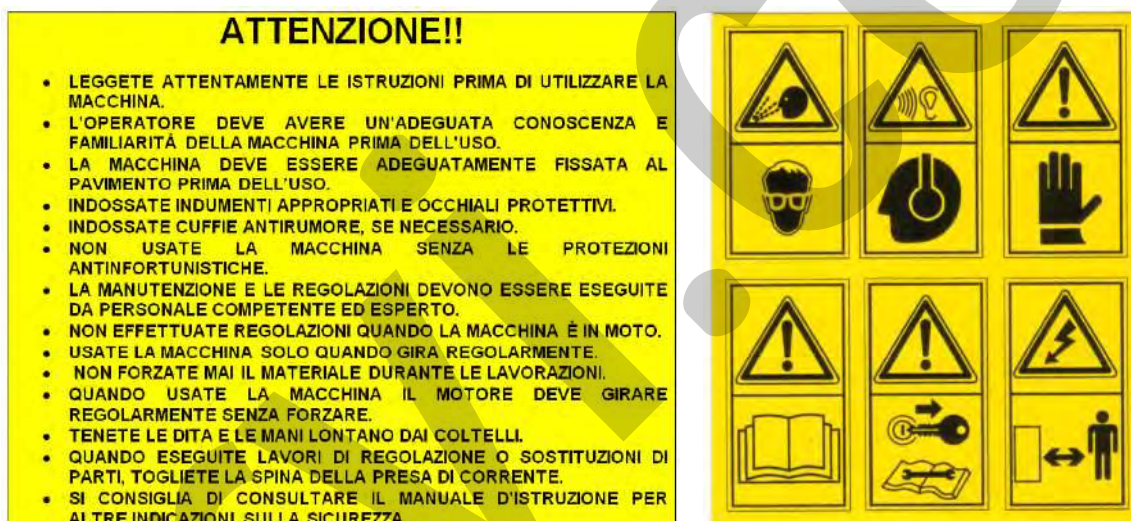 ATTENZIONE!!
• LEGGETE ATTENTAMENTE LE ISTRUZIONI PRIMA DI UTILIZZARE LA
MACCHINA.
• L'OPERATORE DEVE AVERE UN'ADEGUATA CONOSCENZA E
FAMILIARITÀ DELLA MACCHINA PRIMA DELL'USO.
• LA MACCHINA DEVE ESSERE ADEGUATAMENTE FISSATA AL
PAVIMENTO PRIMA DELL'USO.
• INDOSSATE INDUMENTI APPROPRIATI E OCCHIALI PROTETTIVI.
• INDOSSATE CUFFIE ANTIRUMORE, SE NECESSARIO.
• NON USATE LA MACCHINA SENZA LE PROTEZIONI
ANTINFORTUNISTICHE.
• LA MANUTENZIONE E LE REGOLAZIONI DEVONO ESSERE ESEGUITE
DA PERSONALE COMPETENTE ED ESPERTO.
• NON EFFETTUATE REGOLAZIONI QUANDO LA MACCHINA È IN MOTO.
• USATE LA MACCHINA SOLO QUANDO GIRA REGOLARMENTE.
• NON FORZATE MAI IL MATERIALE DURANTE LE LAVORAZIONI.
• QUANDO USATE LA MACCHINA IL MOTORE DEVE GIRARE
REGOLARMENTE SENZA FORZARE.
• TENETE LE DITA E LE MANI LONTANO DAI COLTELLI.
• QUANDO ESEGUITE LAVORI DI REGOLAZIONE O SOSTITUZIONI DI
PARTI, TOGLIETE LA SPINA DELLA PRESA DI CORRENTE.
• SI CONSIGLIA DI CONSULTARE IL MANUALE D'ISTRUZIONE PER
ALTRE INDICAZIONI SULLA SICUREZZA